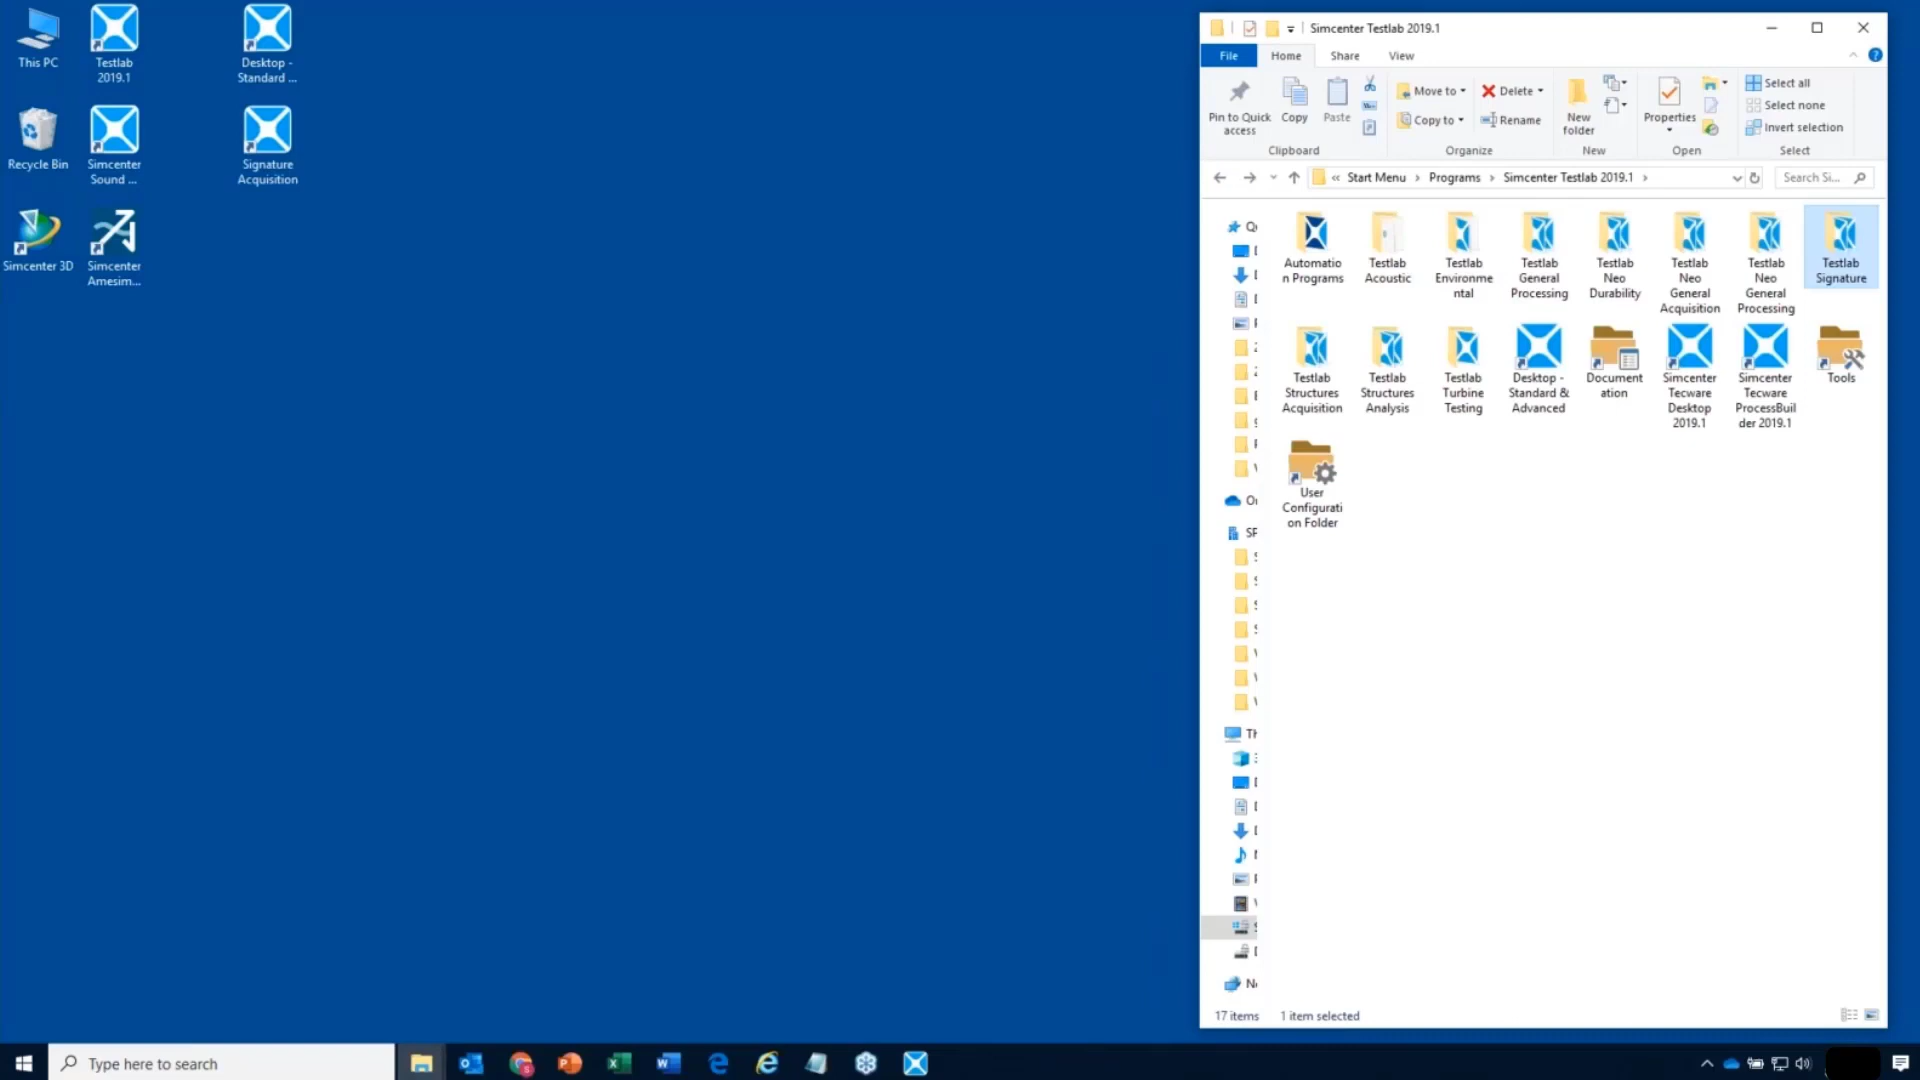 This PC
Testlab
2019.1
Desktop -
Standard ...
Recycle Bin
Simcenter
Sound ...
Signature
Acquisition
Simcenter 3D
Simcenter
Amesim...
Simcenter Testlab 2019.1
File
Home
Share
View
Pin to Quick
access
Copy
Paste
Clipboard
Move to
Copy to
Delete
Rename
Organize
New
folder
New
Properties
Open
Select all
Select none
Invert selection
Select
« Start Menu › Programs › Simcenter Testlab 2019.1 ›
Search Si...
Automatio
n Programs
Testlab
Acoustic
Testlab
Environme
ntal
Testlab
General
Processing
Testlab
Neo
Durability
Testlab
Neo
General
Acquisition
Testlab
Neo
General
Processing
Testlab
Signature
Testlab
Structures
Acquisition
Testlab
Structures
Analysis
Testlab
Turbine
Testing
Desktop -
Standard &
Advanced
Document
ation
Simcenter
Tecware
Desktop
2019.1
Simcenter
Tecware
ProcessBuil
der 2019.1
Tools
User
Configurati
on Folder
17 items
1 item selected
Type here to search